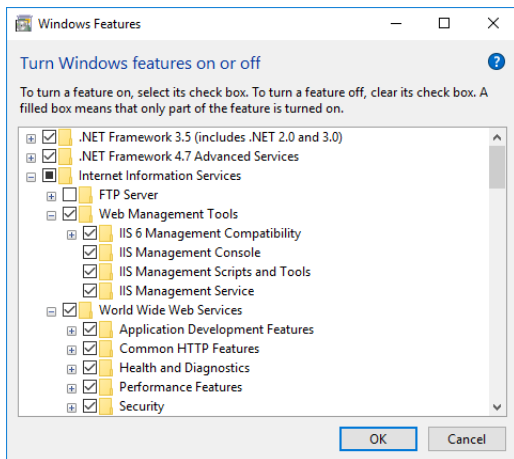 Windows Features
Turn Windows features on or off
To turn a feature on, select its check box. To turn a feature off, clear its check box. A
filled box means that only part of the feature is turned on.
.NET Framework 3.5 (includes .NET 2.0 and 3.0)
.NET Framework 4.7 Advanced Services
Internet Information Services
FTP Server
Web Management Tools
IIS 6 Management Compatibility
IIS Management Console
IIS Management Scripts and Tools
IIS Management Service
World Wide Web Services
Application Development Features
Common HTTP Features
Health and Diagnostics
Performance Features
Security
OK Cancel